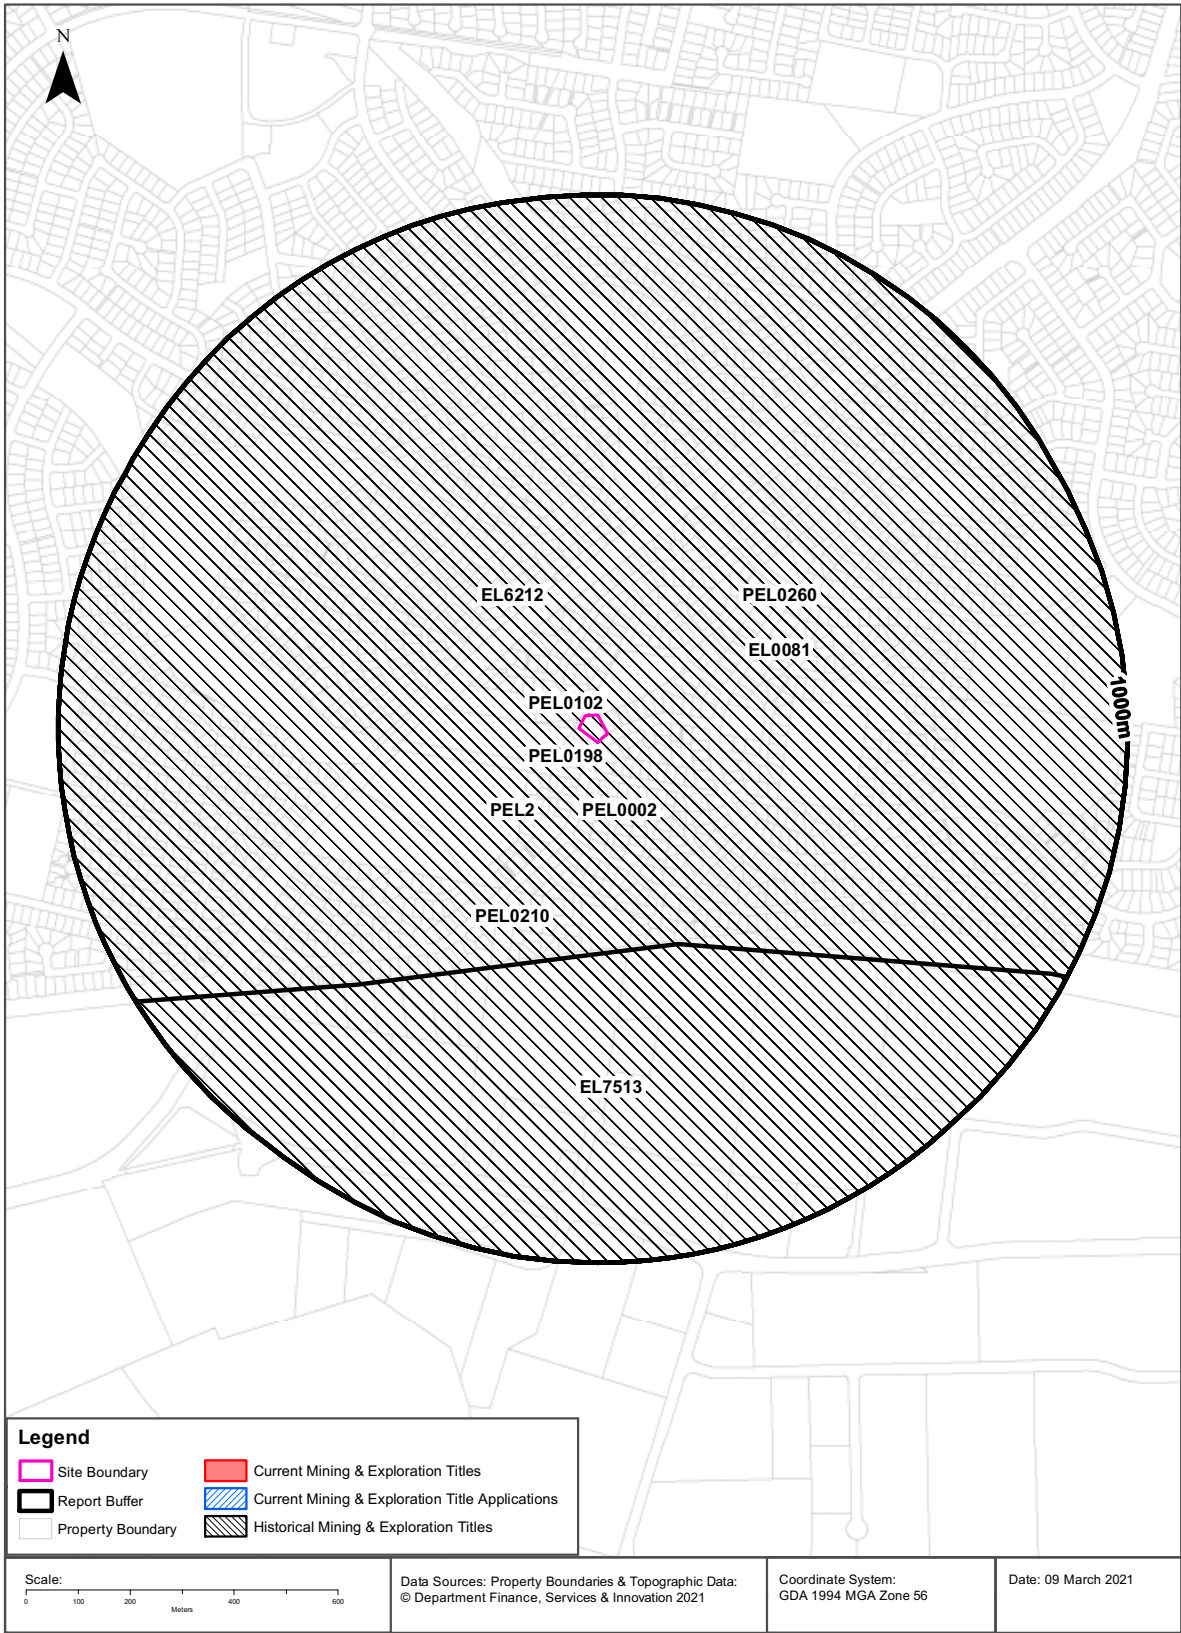 N
EL6212
PEL0260
EL0081
PEL0102
1000m
PEL0198
PEL2
PEL0002
PEL0210
EL7513
Legend
Site Boundary
Report Buffer
Property Boundary
Current Mining & Exploration Titles
Current Mining & Exploration Title Applications
Historical Mining & Exploration Titles
Scale:
0 100 200 400 600
Meters
Data Sources: Property Boundaries & Topographic Data:
© Department Finance, Services & Innovation 2021
Coordinate System:
GDA 1994 MGA Zone 56
Date: 09 March 2021